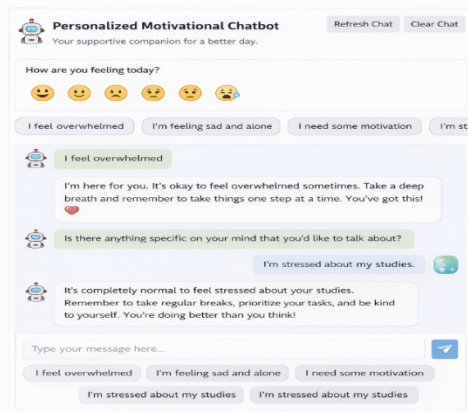 Personalized Motivational Chatbot
Refresh Chat
Clear Chat
Your supportive companion for a better day.
How are you feeling today?
I feel overwhelmed
I'm feeling sad and alone
I need some motivation
I'm st
I feel overwhelmed
I'm here for you. It's okay to feel overwhelmed sometimes. Take a deep
breath and remember to take things one step at a time. You've got this!
Is there anything specific on your mind that you'd like to talk about?
I'm stressed about my studies.
It's completely normal to feel stressed about your studies.
Remember to take regular breaks, prioritize your tasks, and be kind
to yourself. You're doing better than you think!
Type your message here...
I feel overwhelmed
I'm feeling sad and alone
I need some motivation
I'm stressed about my studies
I'm stressed about my studies